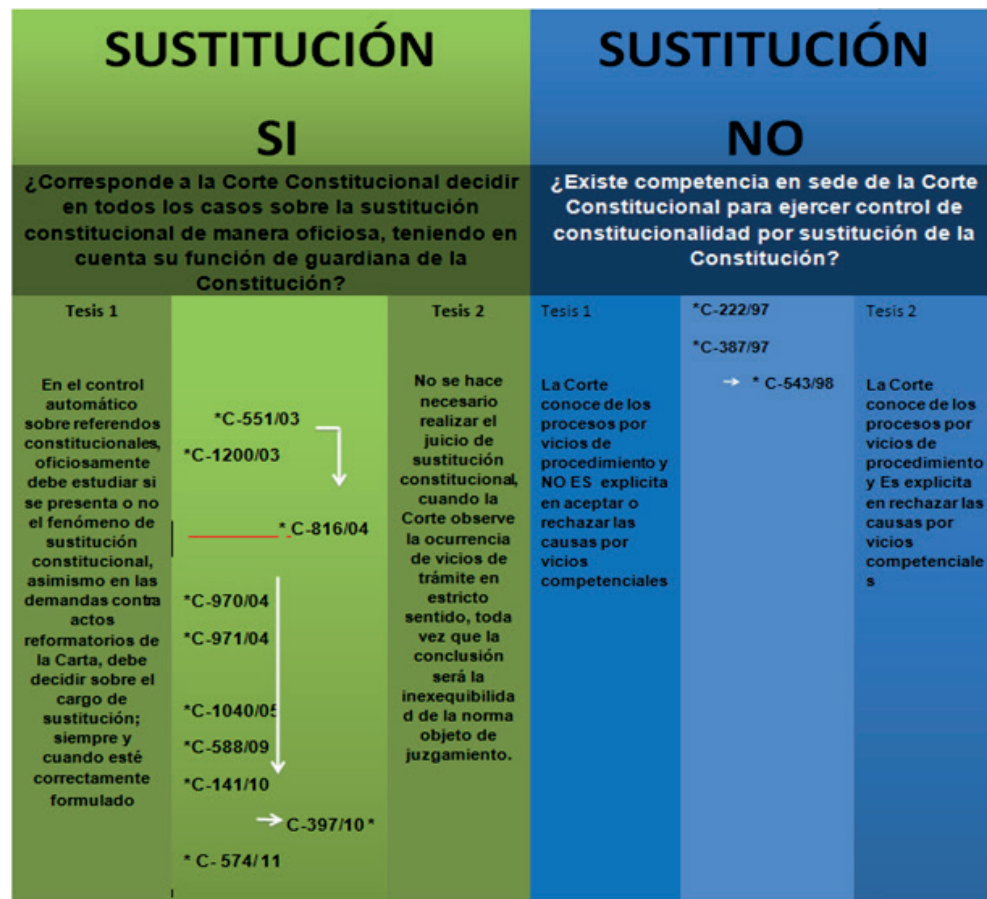 SUSTITUCIÓN
SI
¿Corresponde a la Corte Constitucional decidir
en todos los casos sobre la sustitución
constitucional de manera oficiosa, teniendo en
cuenta su función de guardiana de la
Constitución?
Tesis 1
En el control
automático
sobre referendos
constitucionales,
oficiosamente
debe estudiar si
se presenta o no
el fenómeno de
sustitución
constitucional,
asimismo en las
demandas contra
actos
reformatorios de
la Carta, debe
decidir sobre el
cargo de
sustitución;
siempre y
cuando esté
correctamente
formulado
*C-551/03
*C-1200/03
* C-816/04
*C-970/04
*C-971/04
*C-1040/05
*C-588/09
*C-141/10
C-397/10 *
* C- 574/11
Tesis 2
No se hace
necesario
realizar el
juicio de
sustitución
constitucional,
cuando la
Corte observe
la ocurrencia
de vicios de
trámite en
estricto
sentido, toda
vez que la
conclusión
será la
inexequibilida
d de la norma
objeto de
juzgamiento.
SUSTITUCIÓN
NO
¿Existe competencia en sede de la Corte
Constitucional para ejercer control de
constitucionalidad por sustitución de la
Constitución?
Tesis 1
La Corte
conoce de los
procesos por
vicios de
procedimiento y
NO ES explicita
en aceptar o
rechazar las
causas por
vicios
competenciales
*C-222/97
*C-387/97
* C-543/98
Tesis 2
La Corte
conoce de los
procesos por
vicios de
procedimiento
y Es explicita
en rechazar las
causas por
vicios
competenciale
s